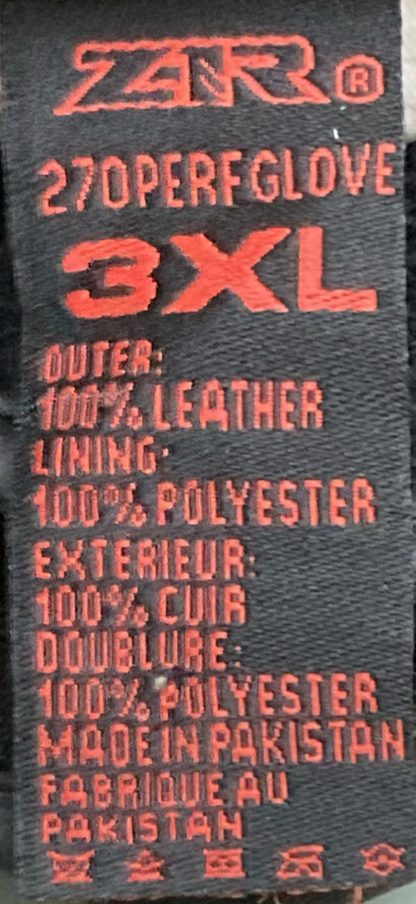 Z1R®
270PERFGLOVE
3XL
OUTER:
100% LEATHER
LINING:
100% POLYESTER
EXTERIEUR:
100% CUIR
DOUBLURE:
100% POLYESTER
MADE IN PAKISTAN
FABRIQUE AU
PAKISTAN